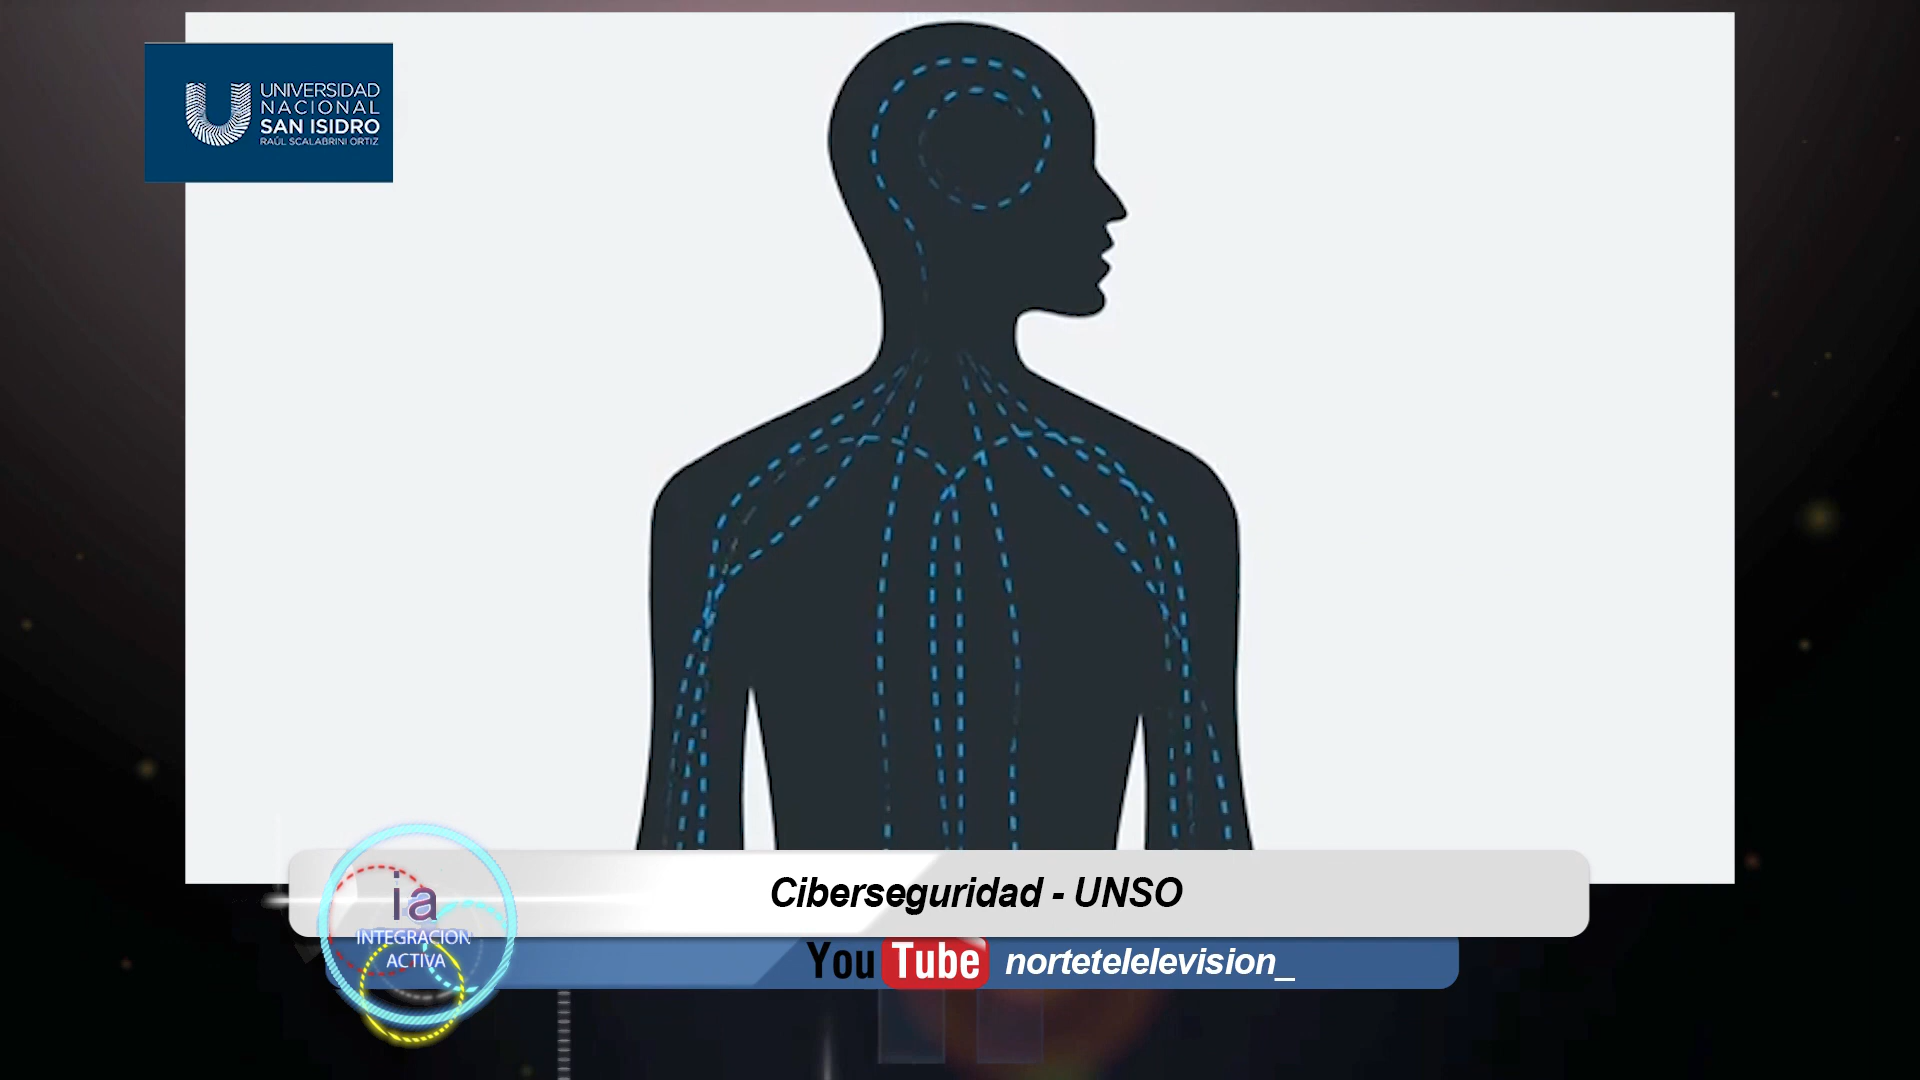 UNIVERSIDAD
NACIONAL
SAN ISIDRO
RAÚL SCALABRINI ORTIZ
Ciberseguridad - UNSO
ia
INTEGRACION
ACTIVA
YouTube nortetelelevision_